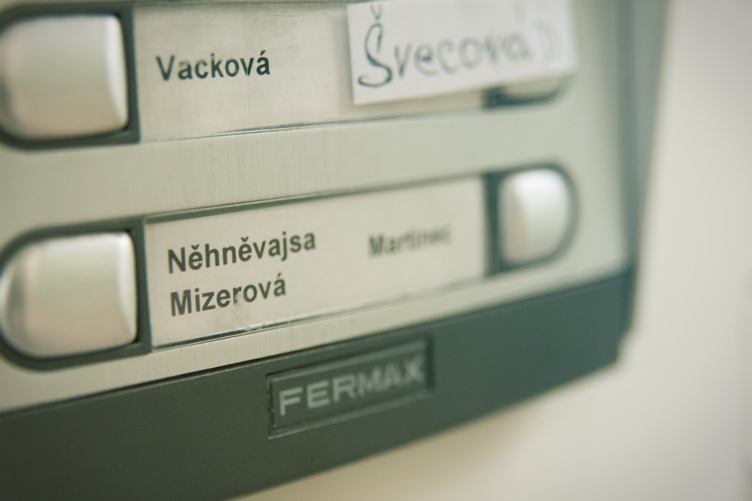 Vacková
Švecová
Něhněvajsa
Mizerová
Martinec
FERMAX